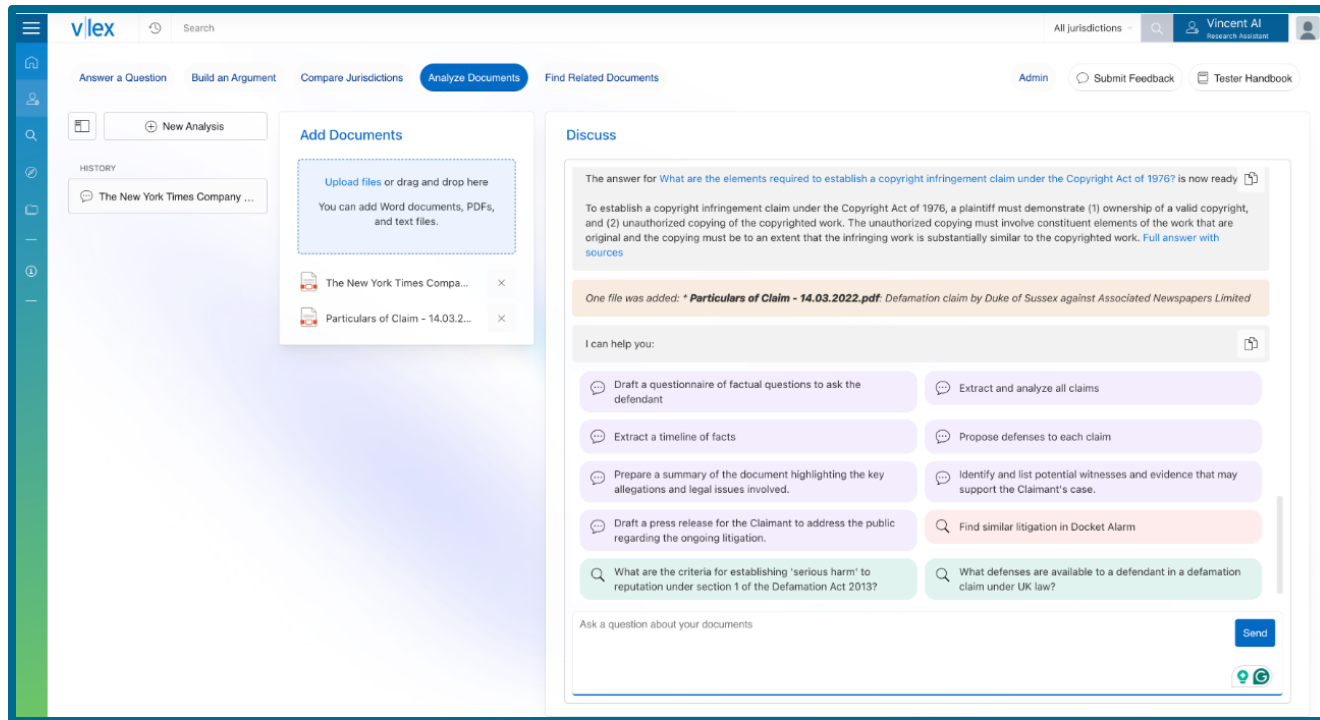 vlex
Search
All jurisdictions
Vincent AI
Research Assistant
Answer a Question
Build an Argument
Compare Jurisdictions
Analyze Documents
Find Related Documents
Admin
Submit Feedback
Tester Handbook
New Analysis
HISTORY
The New York Times Company ...
Add Documents
Upload files or drag and drop here
You can add Word documents, PDFs,
and text files.
The New York Times Compa...
Particulars of Claim - 14.03.2...
Discuss
The answer for What are the elements required to establish a copyright infringement claim under the Copyright Act of 1976? is now ready
To establish a copyright infringement claim under the Copyright Act of 1976, a plaintiff must demonstrate (1) ownership of a valid copyright,
and (2) unauthorized copying of the copyrighted work. The unauthorized copying must involve constituent elements of the work that are
original and the copying must be to an extent that the infringing work is substantially similar to the copyrighted work. Full answer with
sources
One file was added: * Particulars of Claim - 14.03.2022.pdf: Defamation claim by Duke of Sussex against Associated Newspapers Limited
I can help you:
Draft a questionnaire of factual questions to ask the
defendant
Extract and analyze all claims
Extract a timeline of facts
Propose defenses to each claim
Prepare a summary of the document highlighting the key
allegations and legal issues involved.
Identify and list potential witnesses and evidence that may
support the Claimant's case.
Draft a press release for the Claimant to address the public
regarding the ongoing litigation.
Find similar litigation in Docket Alarm
What are the criteria for establishing 'serious harm' to
reputation under section 1 of the Defamation Act 2013?
What defenses are available to a defendant in a defamation
claim under UK law?
Ask a question about your documents
Send